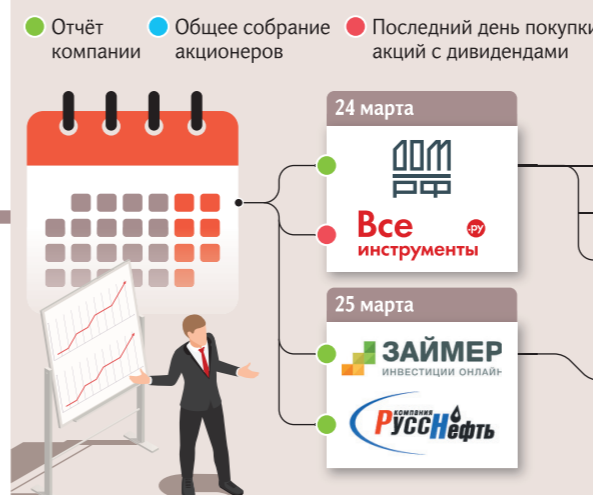 Отчёт
компании
Общее собрание
акционеров
Последний день покупки
акций с дивидендами
24 марта
ДОМ
РФ
Все
.РУ
инструменты
25 марта
ЗАЙМЕР
ИНВЕСТИЦИИ ОНЛАЙН
КОМПАНИЯ
РуссНефть